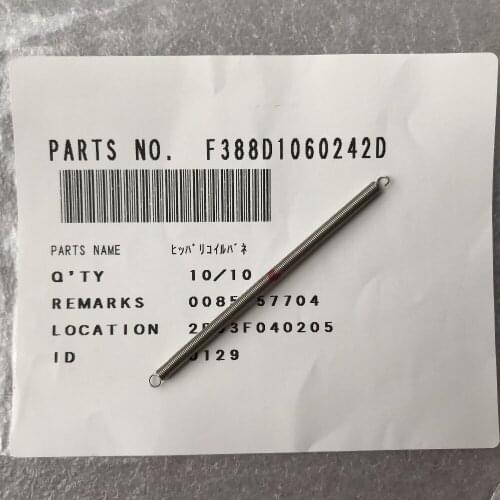 PARTS NO. F388D1060242D
PARTS NAME ﾋｯﾊﾟﾘｺｲﾙﾊﾞﾈ
Q'TY 10/10
REMARKS
LOCATION
ID